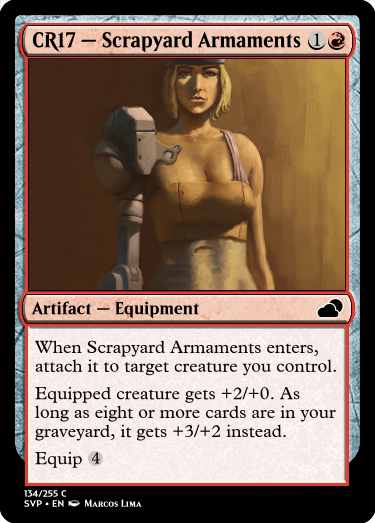 CR17 — Scrapyard Armaments 1
Artifact — Equipment
When Scrapyard Armaments enters,
attach it to target creature you control.
Equipped creature gets +2/+0. As
long as eight or more cards are in your
graveyard, it gets +3/+2 instead.
Equip 4
134/255 C
SVP • EN Marcos Lima